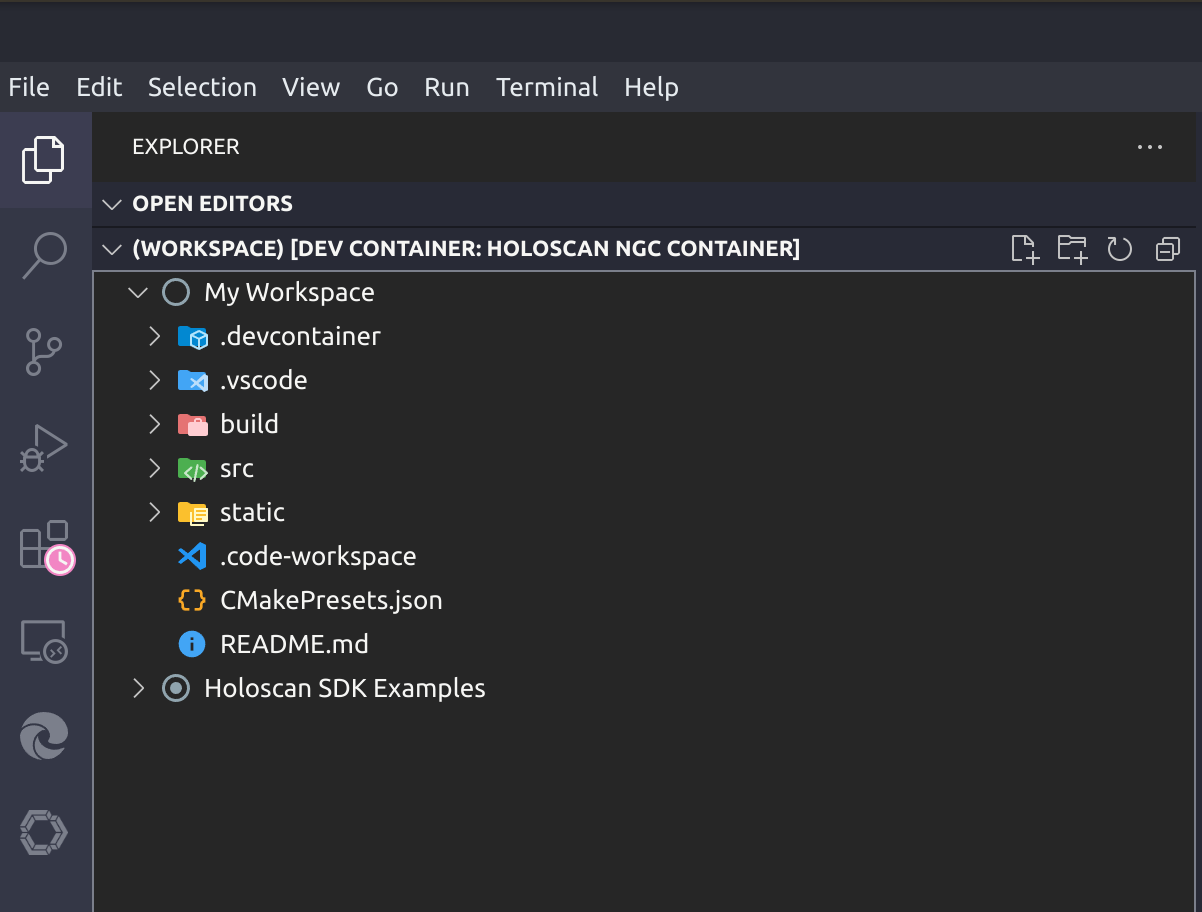 File Edit Selection View Go Run Terminal Help
EXPLORER
OPEN EDITORS
(WORKSPACE) [DEV CONTAINER: HOLOSCAN NGC CONTAINER]
My Workspace
.devcontainer
.vscode
build
src
static
.code-workspace
CMakePresets.json
README.md
Holoscan SDK Examples